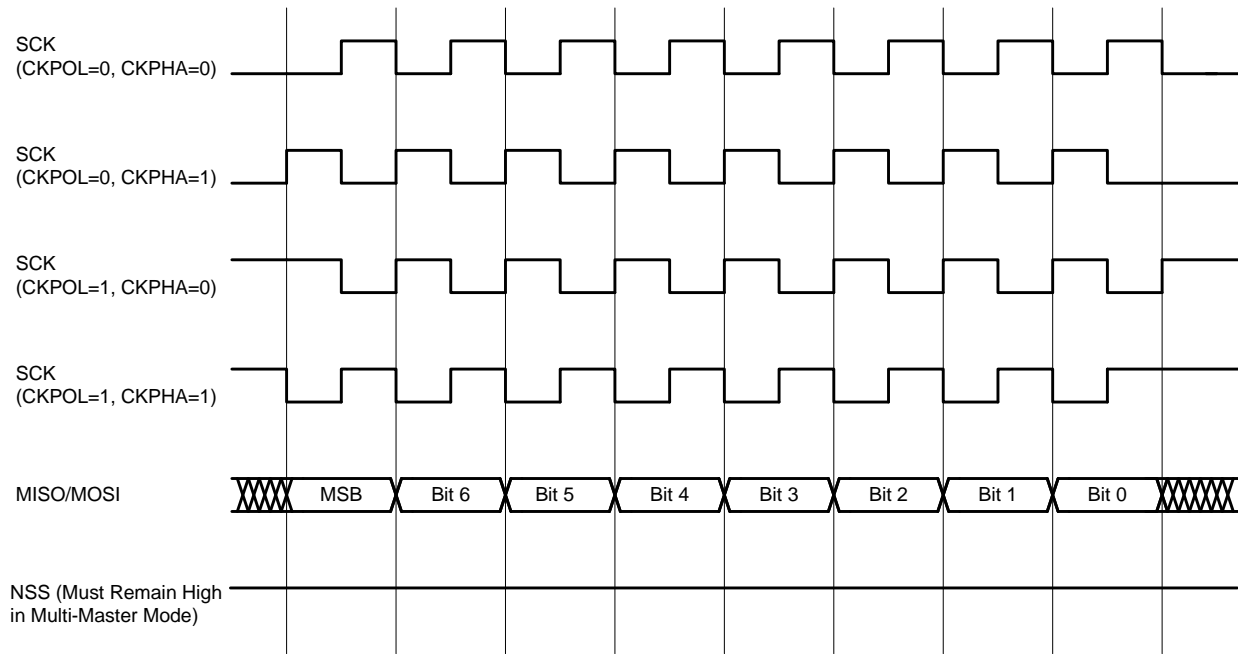 SCK
(CKPOL=0, CKPHA=0)
SCK
(CKPOL=0, CKPHA=1)
SCK
(CKPOL=1, CKPHA=0)
SCK
(CKPOL=1, CKPHA=1)
MISO/MOSI
MSB
Bit 6
Bit 5
Bit 4
Bit 3
Bit 2
Bit 1
Bit 0
NSS (Must Remain High
in Multi-Master Mode)